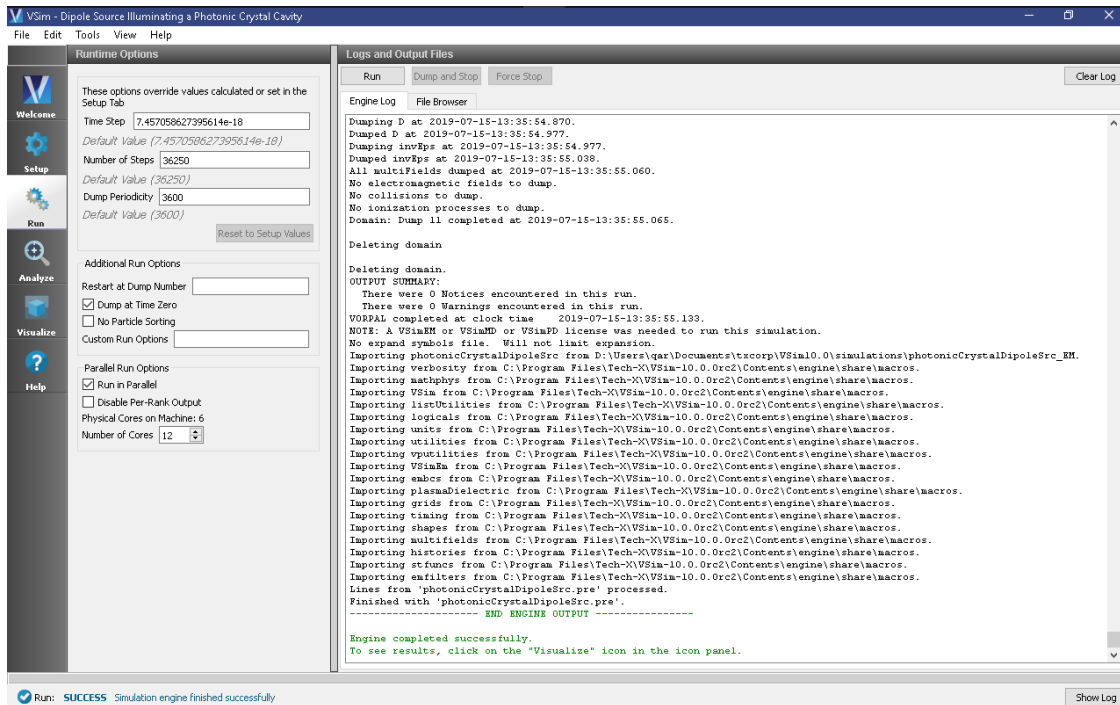 VSim - Dipole Source Illuminating a Photonic Crystal Cavity
File Edit Tools View Help
Welcome
Setup
Run
Analyze
Visualize
Help
Runtime Options
These options override values calculated or set in the
Setup Tab
Time Step 7.457058627395614e-18
Default Value (7.457058627395614e-18)
Number of Steps 36250
Default Value (36250)
Dump Periodicity 3600
Default Value (3600)
Reset to Setup Values
Additional Run Options
Restart at Dump Number
Dump at Time Zero
No Particle Sorting
Custom Run Options
Parallel Run Options
Run in Parallel
Disable Per-Rank Output
Physical Cores on Machine: 6
Number of Cores 12
Logs and Output Files
Run Dump and Stop Force Stop Clear Log
Engine Log File Browser
Dumping D at 2019-07-15-13:35:54.870.
Dumped D at 2019-07-15-13:35:54.977.
Dumping invEps at 2019-07-15-13:35:54.977.
Dumped invEps at 2019-07-15-13:35:55.038.
All multiFields dumped at 2019-07-15-13:35:55.060.
No electromagnetic fields to dump.
No collisions to dump.
No ionization processes to dump.
Domain: Dump 11 completed at 2019-07-15-13:35:55.065.
Deleting domain
Deleting domain.
OUTPUT SUMMARY:
There were 0 Notices encountered in this run.
There were 0 Warnings encountered in this run.
VORPAL completed at clock time 2019-07-15-13:35:55.133.
NOTE: A VSimEM or VSimMD or VSimPD license was needed to run this simulation.
No expand symbols file. Will not limit expansion.
Importing photonicCrystalDipoleSrc from D:\Users\qar\Documents\txcorp\VSim10.0\simulations\photonicCrystalDipoleSrc_EM.
Importing verbosity from C:\Program Files\Tech-X\VSim-10.0.0rc2\Contents\engine\share\macros.
Importing mathphys from C:\Program Files\Tech-X\VSim-10.0.0rc2\Contents\engine\share\macros.
Importing VSim from C:\Program Files\Tech-X\VSim-10.0.0rc2\Contents\engine\share\macros.
Importing listUtilities from C:\Program Files\Tech-X\VSim-10.0.0rc2\Contents\engine\share\macros.
Importing logicals from C:\Program Files\Tech-X\VSim-10.0.0rc2\Contents\engine\share\macros.
Importing units from C:\Program Files\Tech-X\VSim-10.0.0rc2\Contents\engine\share\macros.
Importing utilities from C:\Program Files\Tech-X\VSim-10.0.0rc2\Contents\engine\share\macros.
Importing vputilities from C:\Program Files\Tech-X\VSim-10.0.0rc2\Contents\engine\share\macros.
Importing VSimEm from C:\Program Files\Tech-X\VSim-10.0.0rc2\Contents\engine\share\macros.
Importing embcs from C:\Program Files\Tech-X\VSim-10.0.0rc2\Contents\engine\share\macros.
Importing plasmaDielectric from C:\Program Files\Tech-X\VSim-10.0.0rc2\Contents\engine\share\macros.
Importing grids from C:\Program Files\Tech-X\VSim-10.0.0rc2\Contents\engine\share\macros.
Importing timing from C:\Program Files\Tech-X\VSim-10.0.0rc2\Contents\engine\share\macros.
Importing shapes from C:\Program Files\Tech-X\VSim-10.0.0rc2\Contents\engine\share\macros.
Importing multifields from C:\Program Files\Tech-X\VSim-10.0.0rc2\Contents\engine\share\macros.
Importing histories from C:\Program Files\Tech-X\VSim-10.0.0rc2\Contents\engine\share\macros.
Importing stfuncs from C:\Program Files\Tech-X\VSim-10.0.0rc2\Contents\engine\share\macros.
Importing emfilters from C:\Program Files\Tech-X\VSim-10.0.0rc2\Contents\engine\share\macros.
Lines from 'photonicCrystalDipoleSrc.pre' processed.
Finished with 'photonicCrystalDipoleSrc.pre'.
--------------------- END ENGINE OUTPUT ----------------
Engine completed successfully.
To see results, click on the "Visualize" icon in the icon panel.
Run: SUCCESS Simulation engine finished successfully Show Log